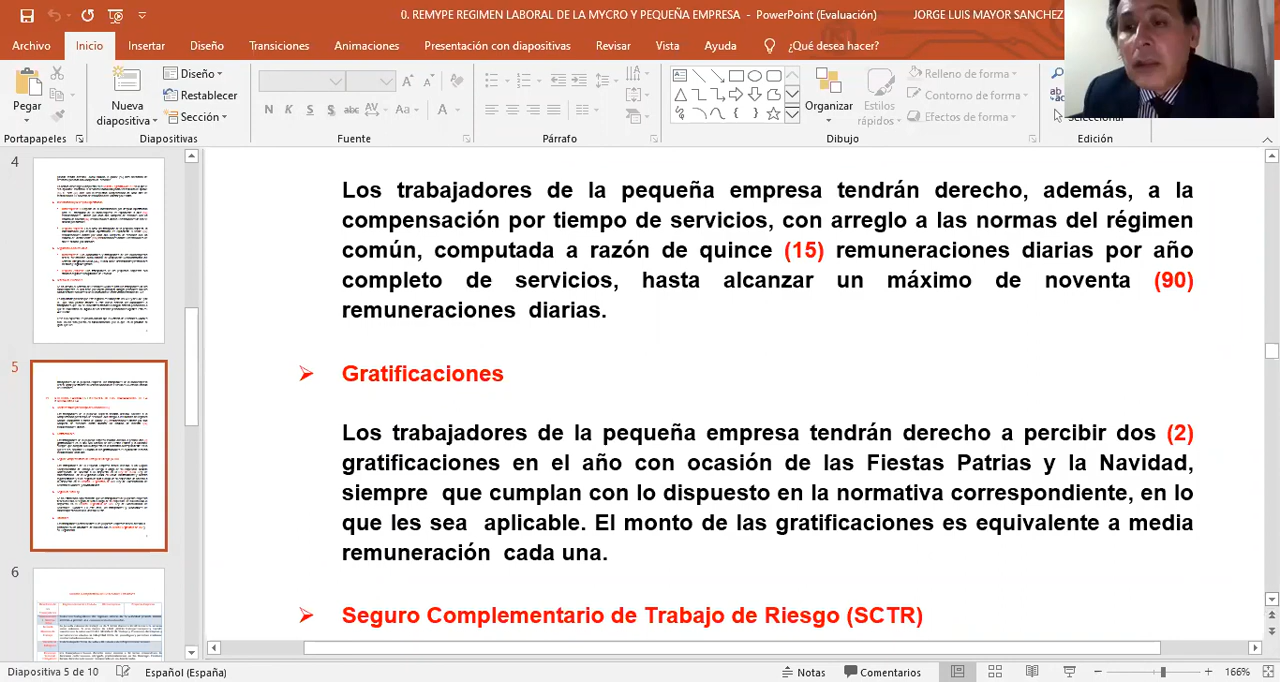 0. REMYPE REGIMEN LABORAL DE LA MYCRO Y PEQUEÑA EMPRESA - PowerPoint (Evaluación)
JORGE LUIS MAYOR SANCHEZ
Archivo Inicio Insertar Diseño Transiciones Animaciones Presentación con diapositivas Revisar Vista Ayuda ¿Qué desea hacer?
Pegar
Nueva diapositiva
Diseño
Restablecer
Sección
N K S S abc AV Aa A
Organizar
Estilos rápidos
Relleno de forma
Contorno de forma
Efectos de forma
Seleccionar
Portapapeles Diapositivas Fuente Párrafo Dibujo Edición
4
5
6
Los trabajadores de la pequeña empresa tendrán derecho, además, a la
compensación por tiempo de servicios, con arreglo a las normas del régimen
común, computada a razón de quince (15) remuneraciones diarias por año
completo de servicios, hasta alcanzar un máximo de noventa (90)
remuneraciones diarias.
Gratificaciones
Los trabajadores de la pequeña empresa tendrán derecho a percibir dos (2)
gratificaciones en el año con ocasión de las Fiestas Patrias y la Navidad,
siempre que cumplan con lo dispuesto en la normativa correspondiente, en lo
que les sea aplicable. El monto de las gratificaciones es equivalente a media
remuneración cada una.
Seguro Complementario de Trabajo de Riesgo (SCTR)
Diapositiva 5 de 10 Español (España) Notas Comentarios 166%